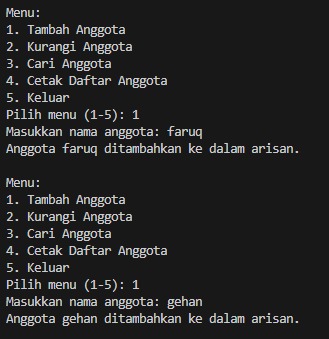 Menu:
1. Tambah Anggota
2. Kurangi Anggota
3. Cari Anggota
4. Cetak Daftar Anggota
5. Keluar
Pilih menu (1-5): 1
Masukkan nama anggota: faruq
Anggota faruq ditambahkan ke dalam arisan.

Menu:
1. Tambah Anggota
2. Kurangi Anggota
3. Cari Anggota
4. Cetak Daftar Anggota
5. Keluar
Pilih menu (1-5): 1
Masukkan nama anggota: gehan
Anggota gehan ditambahkan ke dalam arisan.